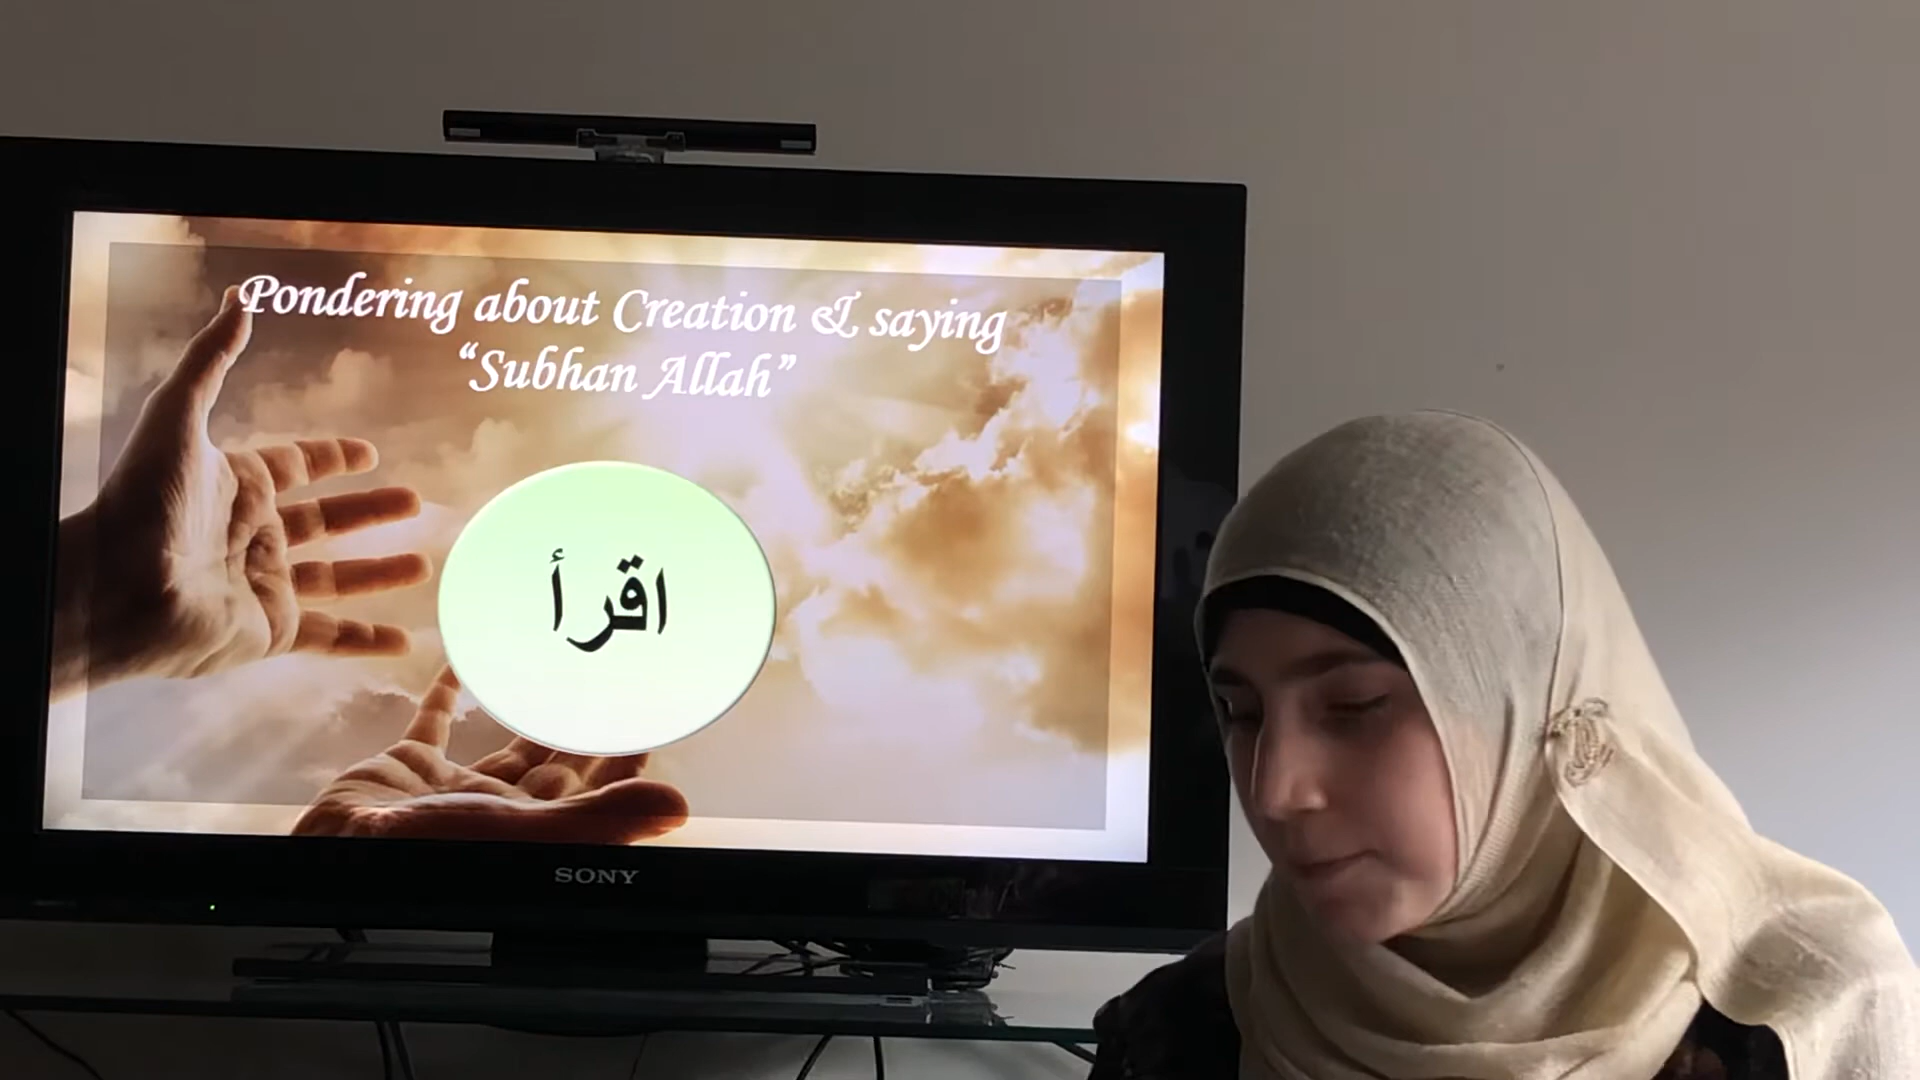 Pondering about Creation & saying
“Subhan Allah”
اقرأ
SONY